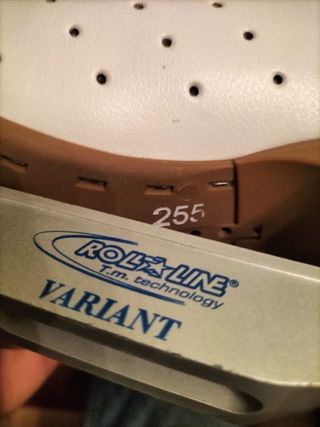 255
ROLL★LINE®
T.m. technology
VARIANT